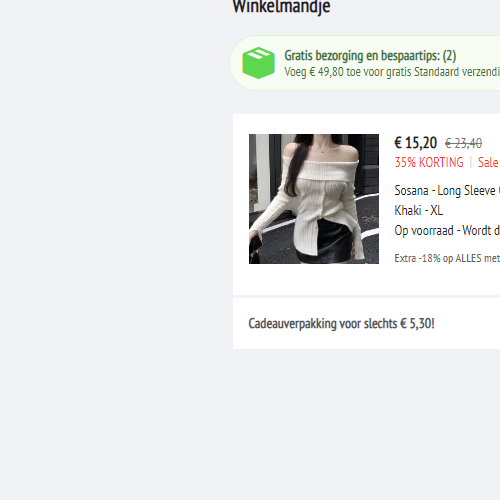 Winkelmandje
Gratis bezorging en bespaartips: (2)
Voeg € 49,80 toe voor gratis Standaard verzendi
€ 15,20 € 23,40
35% KORTING | Sale
Sosana - Long Sleeve
Khaki - XL
Op voorraad - Wordt d
Extra -18% op ALLES met
Cadeauverpakking voor slechts € 5,30!